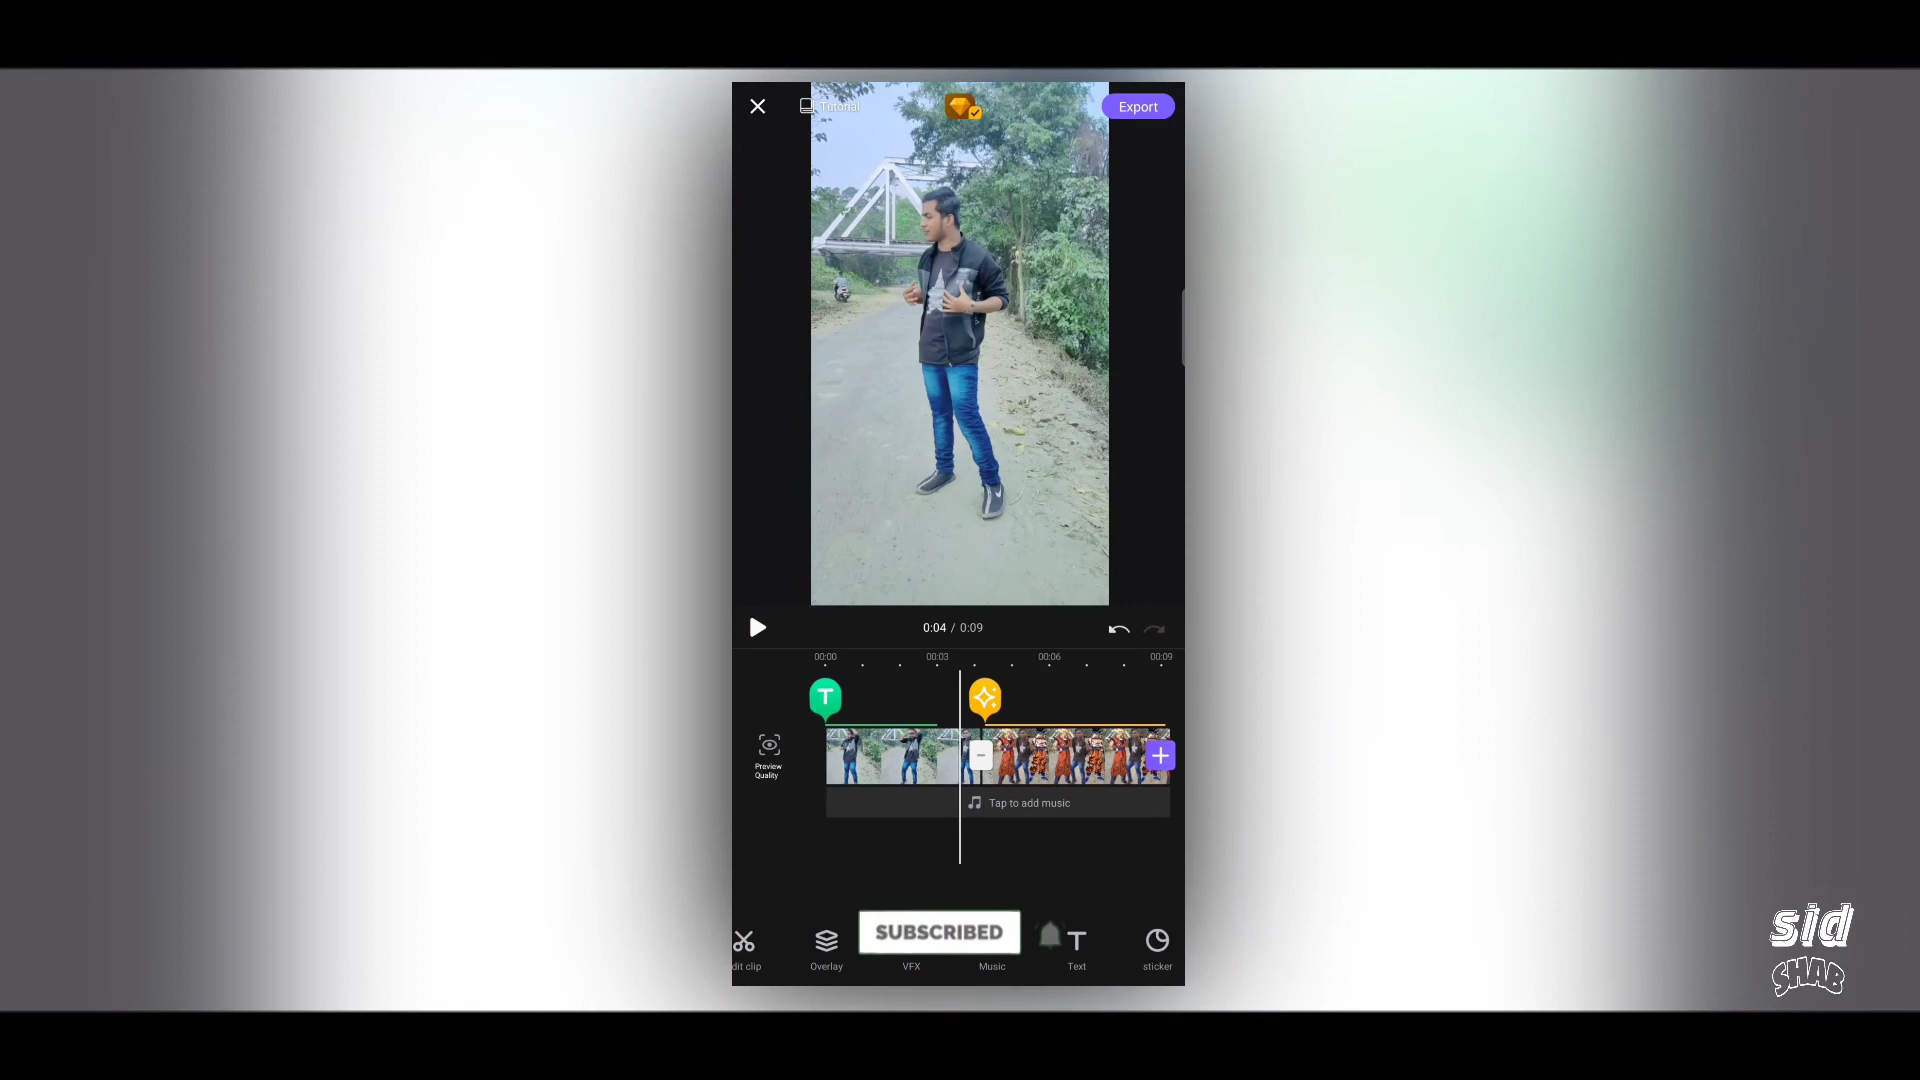 Tutorial
Export
0:04 / 0:09
00:00 00:03 00:06 00:09
T
Preview
Quality
Tap to add music
SUBSCRIBED
dit clip Overlay VFX Music Text sticker
sid
SHAB